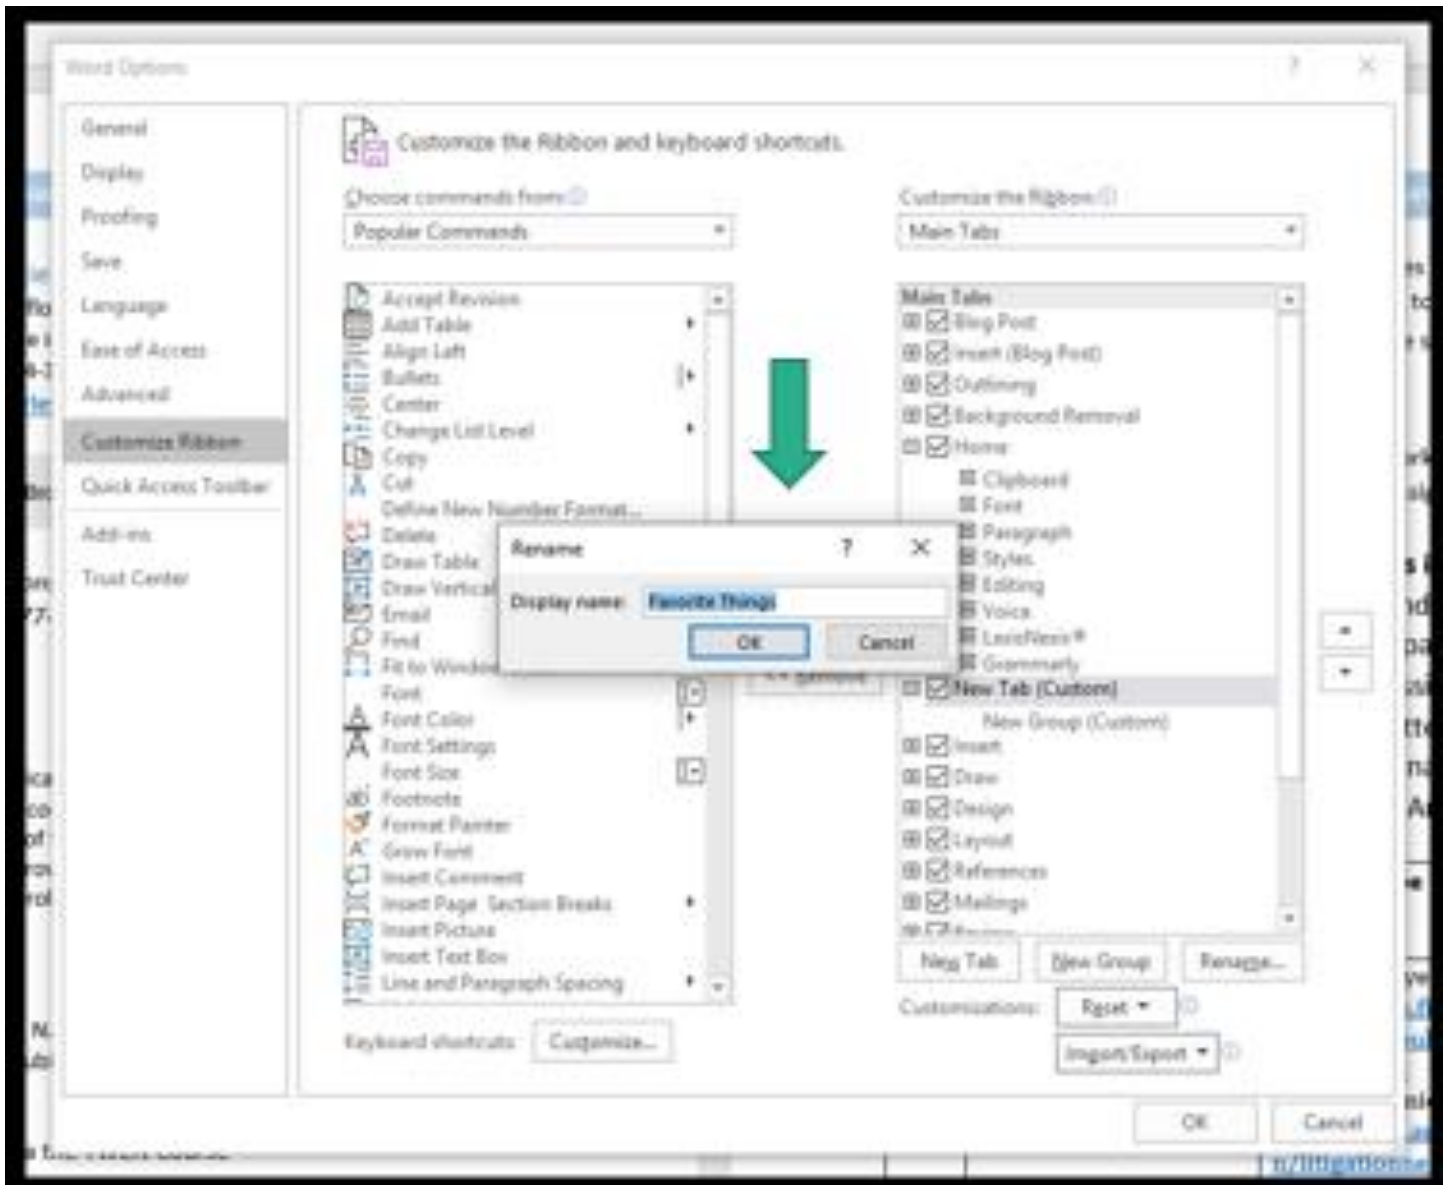 Word Options
?
General
Display
Proofing
Save
Language
Ease of Access
Advanced
Customize Ribbon
Quick Access Toolbar
Add-ins
Trust Center
Customize the Ribbon and keyboard shortcuts.
Choose commands from:
Popular Commands
Accept Revision
Add Table
Align Left
Bullets
Center
Change List Level
Copy
Cut
Define New Number Format...
Delete
Draw Table
Draw Vertical
Email
Find
Fit to Window
Font
Font Color
Font Settings
Font Size
Footnote
Format Painter
Grow Font
Insert Comment
Insert Page Section Breaks
Insert Picture
Insert Text Box
Line and Paragraph Spacing
Keyboard shortcuts:
Customize...
Rename
?
Display name:
Favorite Things
OK
Cancel
Remove
Customize the Ribbon:
Main Tabs
Main Tabs
Blog Post
Insert (Blog Post)
Outlining
Background Removal
Home
Clipboard
Font
Paragraph
Styles
Editing
Voice
LexisNexis®
Grammarly
New Tab (Custom)
New Group (Custom)
Insert
Draw
Design
Layout
References
Mailings
New Tab
New Group
Rename...
Customizations:
Reset
Import/Export
OK
Cancel